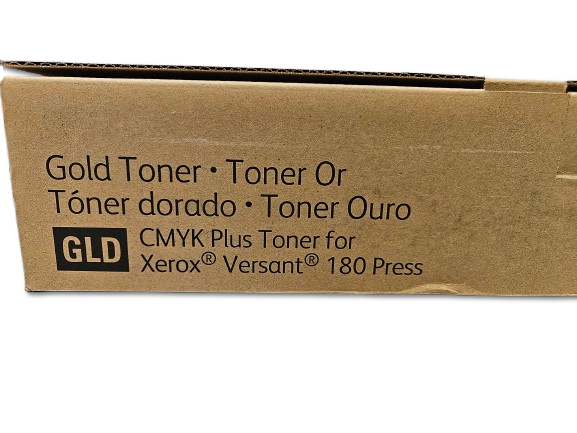 Gold Toner • Toner Or
Tóner dorado • Toner Ouro
GLD CMYK Plus Toner for
Xerox® Versant® 180 Press